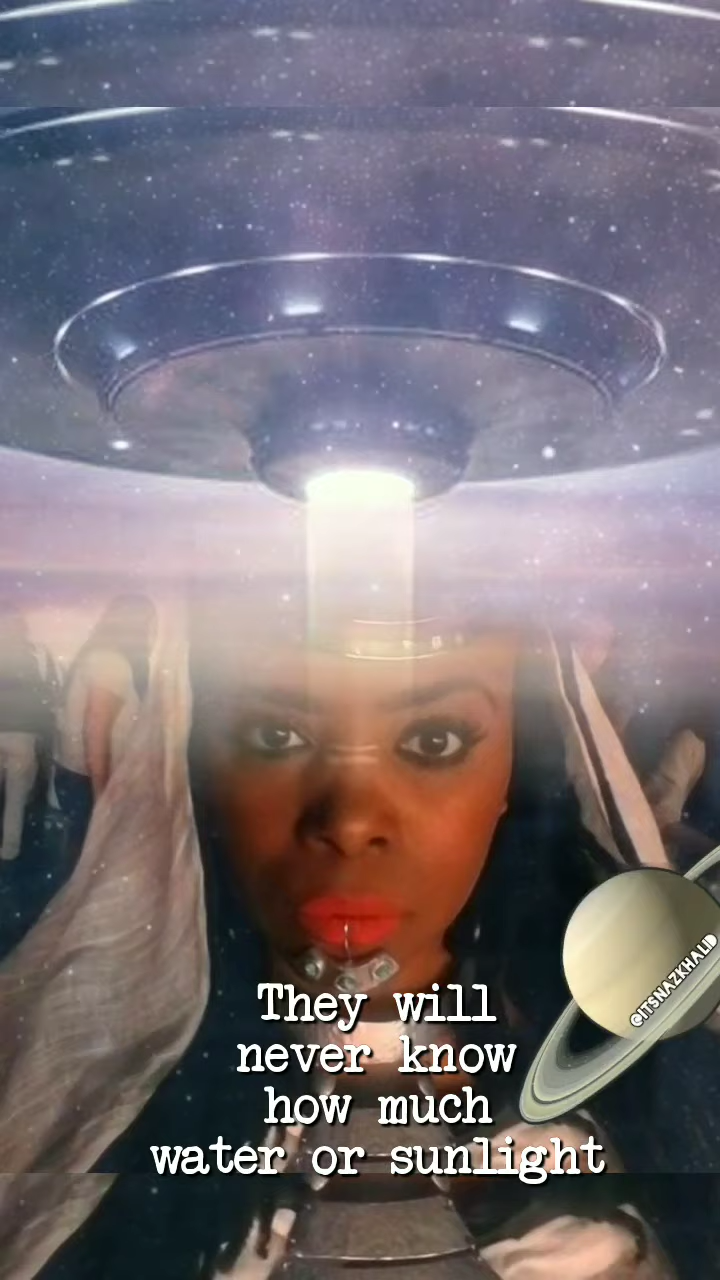 @ITSNAZKHALID
They will
never know
how much
water or sunlight